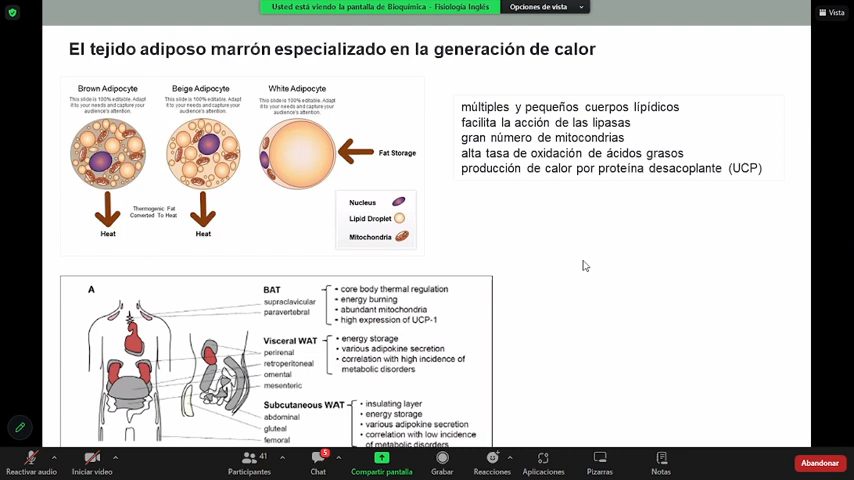 Usted está viendo la pantalla de Bioquímica - Fisiología Inglés
Opciones de vista
Vista
El tejido adiposo marrón especializado en la generación de calor
Brown Adipocyte
This slide is 100% editable. Adapt
it to your needs and capture your
audience's attention.
Beige Adipocyte
This slide is 100% editable. Adapt
it to your needs and capture your
audience's attention.
White Adipocyte
This slide is 100% editable. Adapt
it to your needs and capture your
audience's attention.
Fat Storage
Thermogenic Fat
Comerted To Heat
Heat
Heat
Nucleus
Lipid Droplet
Mitochondria
múltiples y pequeños cuerpos lipídicos
facilita la acción de las lipasas
gran número de mitocondrias
alta tasa de oxidación de ácidos grasos
producción de calor por proteína desacoplante (UCP)
A
BAT
supraclavicular
paravertebral
• core body thermal regulation
• energy burning
• abundant mitochondria
• high expression of UCP-1
Visceral WAT
perirenal
retroperitoneal
omental
mesenteric
• energy storage
• various adipokine secretion
• correlation with high incidence of
metabolic disorders
Subcutaneous WAT
abdominal
gluteal
femoral
• insulating layer
• energy storage
• various adipokine secretion
• correlation with low incidence
of metabolic disorders
Reactivar audio
Iniciar video
Participantes
41
Chat
5
Compartir pantalla
Grabar
Reacciones
Aplicaciones
Pizarras
Notas
Abandonar